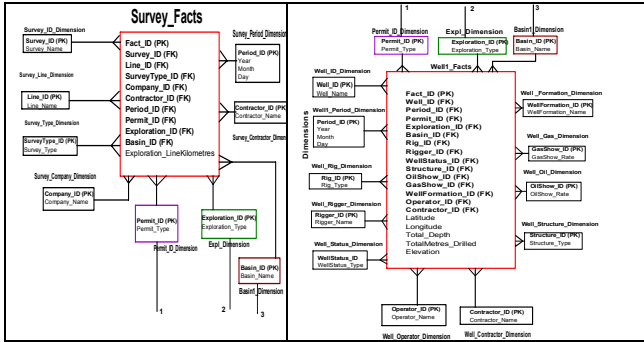 Survey_Facts
Survey_ID_Dimension
Survey_ID (PK)
Survey_Name
Survey_Line_Dimension
Line_ID (PK)
Line_Name
Survey_Type_Dimension
SurveyType_ID (PK)
Survey_Type
Survey_Company_Dimension
Company_ID (PK)
Company_Name
Fact_ID (PK)
Survey_ID (FK)
Line_ID (FK)
SurveyType_ID (FK)
Company_ID (FK)
Contractor_ID (FK)
Period_ID (FK)
Permit_ID (FK)
Exploration_ID (FK)
Basin_ID (FK)
Exploration_LineKilometres
Survey_Period_Dimension
Period_ID (PK)
Year
Month
Day
Contractor_ID (PK)
Contractor_Name
Survey_Contractor_Dimension
Permit_ID (PK)
Permit_Type
Permit_ID_Dimension
Exploration_ID (PK)
Exploration_Type
Expl_Dimension
Basin_ID (PK)
Basin_Name
Basin1_Dimension
1
2
3
1
2
3
Permit_ID_Dimension
Permit_ID (PK)
Permit_Type
Expl_Dimension
Exploration_ID (PK)
Exploration_Type
Basin1_Dimension
Basin_ID (PK)
Basin_Name
Well1_Facts
Dimensions
Well_ID_Dimension
Well_ID (PK)
Well_Name
Well1_Period_Dimension
Period_ID (PK)
Year
Month
Day
Well_Rig_Dimension
Rig_ID (PK)
Rig_Type
Well_Rigger_Dimension
Rigger_ID (PK)
Rigger_Name
Well_Status_Dimension
WellStatus_ID
WellStatus_Type
Fact_ID (PK)
Well_ID (FK)
Period_ID (FK)
Permit_ID (FK)
Exploration_ID (FK)
Basin_ID (FK)
Rig_ID (FK)
Rigger_ID (FK)
WellStatus_ID (FK)
Structure_ID (FK)
OilShow_ID (FK)
GasShow_ID (FK)
WellFormation_ID (FK)
Operator_ID (FK)
Contractor_ID (FK)
Latitude
Longitude
Total_Depth
TotalMetres_Drilled
Elevation
Well_Formation_Dimension
WellFormation_ID (PK)
WellFormation_Name
Well_Gas_Dimension
GasShow_ID (PK)
GasShow_Rate
Well_Oil_Dimension
OilShow_ID (PK)
OilShow_Rate
Well_Structure_Dimension
Structure_ID (PK)
Structure_Type
Operator_ID (PK)
Operator_Name
Well_Operator_Dimension
Contractor_ID (PK)
Contractor_Name
Well_Contractor_Dimension